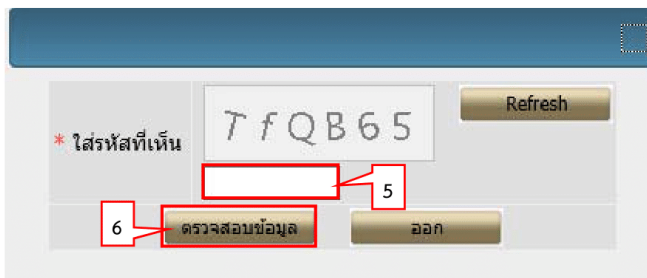 TfQB65
Refresh
* ใส่รหัสที่เห็น
5
6
ตรวจสอบข้อมูล
ออก